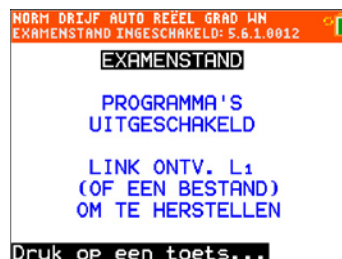 NORM DRIJF AUTO REËEL GRAD WN
EXAMENSTAND INGESCHAKELD: 5.6.1.0012
EXAMENSTAND
PROGRAMMA'S
UITGESCHAKELD
LINK ONTV. L1
(OF EEN BESTAND)
OM TE HERSTELLEN
Druk op een toets...